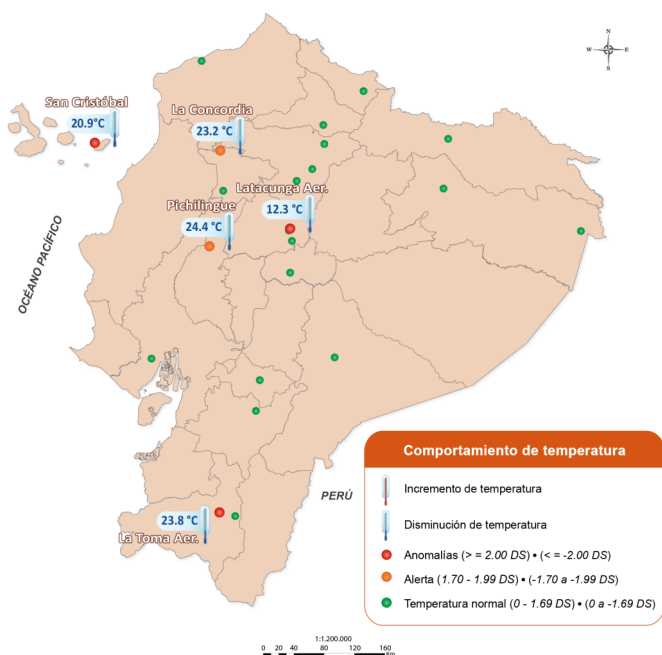 N
W E
S
San Cristóbal
20.9°C
La Concordia
23.2 °C
Latacunga Aer.
12.3 °C
Pichilingue
24.4 °C
OCÉANO PACÍFICO
PERÚ
23.8 °C
La Toma Aer.
Comportamiento de temperatura
Incremento de temperatura
Disminución de temperatura
Anomalías (> = 2.00 DS) • (< = -2.00 DS)
Alerta (1.70 - 1.99 DS) • (-1.70 a -1.99 DS)
Temperatura normal (0 - 1.69 DS) • (0 a -1.69 DS)
1:1.200.000
0 20 40 80 120 160
Km